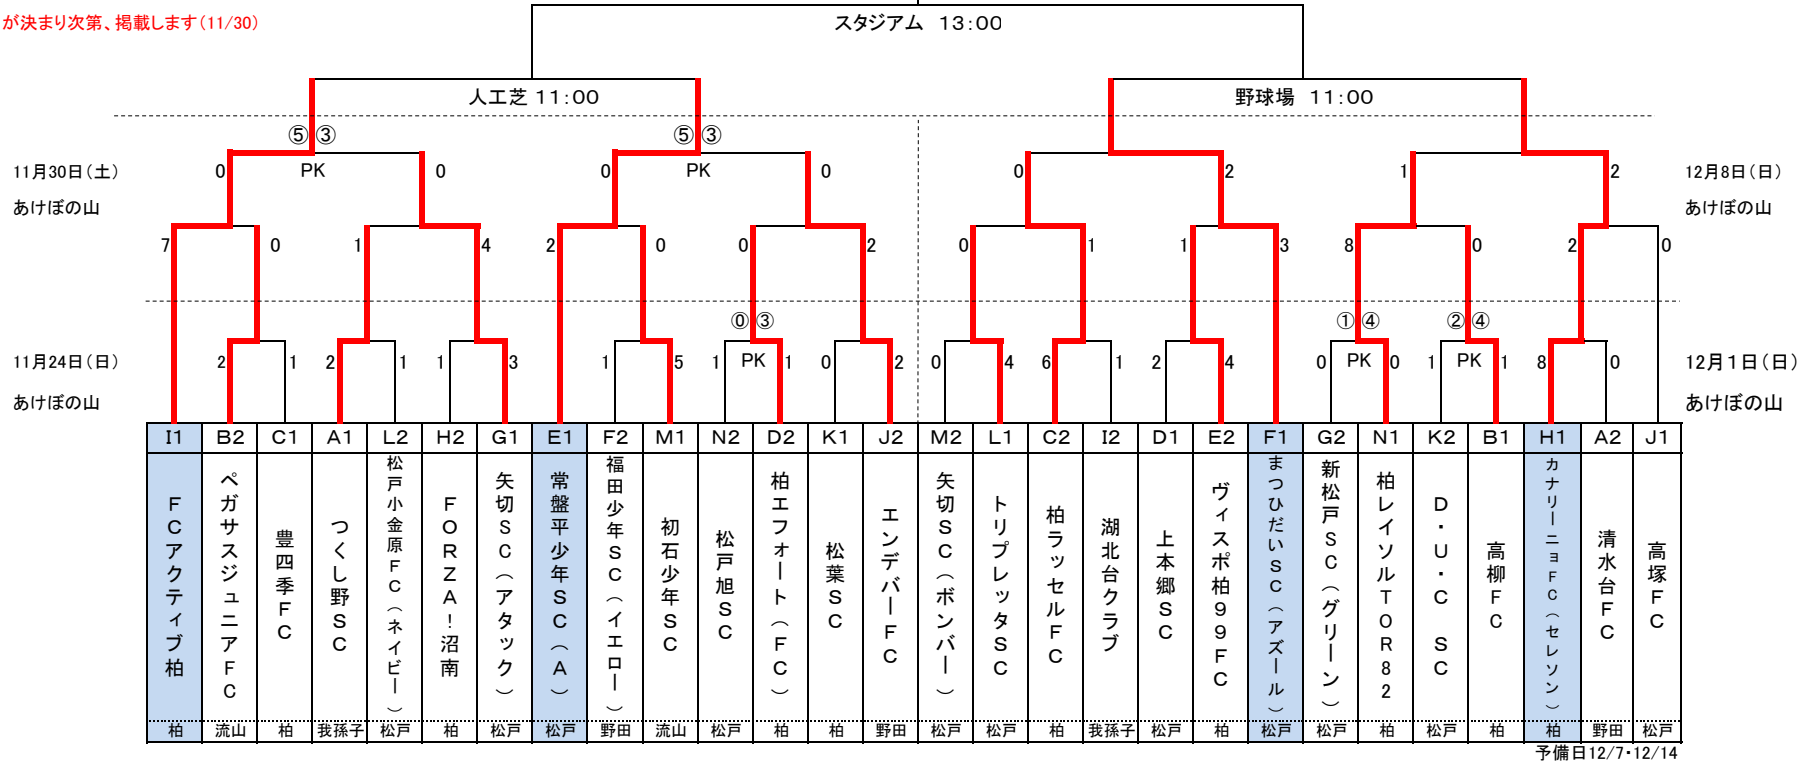 が決まり次第、掲載します(11/30)
スタジアム 13:00
人工芝 11:00
野球場 11:00
⑤ ③ ⑤ ③
11月30日(土)
あけぼの山
0 PK 0 0 PK 0 0 2 1 2
12月8日(日)
あけぼの山
7 0 1 4 2 0 0 2 0 1 1 3 8 0 2 0
⓪ ③ ① ④ ② ④
11月24日(日)
あけぼの山
2 1 2 1 1 3 1 5 1 PK 1 0 2 0 4 6 1 2 4 0 PK 0 1 PK 1 8 0
12月1日(日)
あけぼの山
I1 B2 C1 A1 L2 H2 G1 E1 F2 M1 N2 D2 K1 J2 M2 L1 C2 I2 D1 E2 F1 G2 N1 K2 B1 H1 A2 J1
FCアクティブ柏
ペガサスジュニアFC
豊四季FC
つくし野SC
松戸小金原FC(ネイビー)
FORZA!沼南
矢切SC(アタック)
常盤平少年SC(A)
福田少年SC(イエロー)
初石少年SC
松戸旭SC
柏エフォート(FC)
松葉SC
エンデバーFC
矢切SC(ボンバー)
トリプレッタSC
柏ラッセルFC
湖北台クラブ
上本郷SC
ヴィスポ柏99FC
まつひだいSC(アズール)
新松戸SC(グリーン)
柏レイソルTOR82
D・U・C SC
高柳FC
カナリーニョFC(セレソン)
清水台FC
高塚FC
柏 流山 柏 我孫子 松戸 柏 松戸 松戸 野田 流山 松戸 柏 柏 野田 松戸 松戸 柏 我孫子 松戸 柏 松戸 松戸 柏 松戸 柏 柏 野田 松戸
予備日12/7・12/14